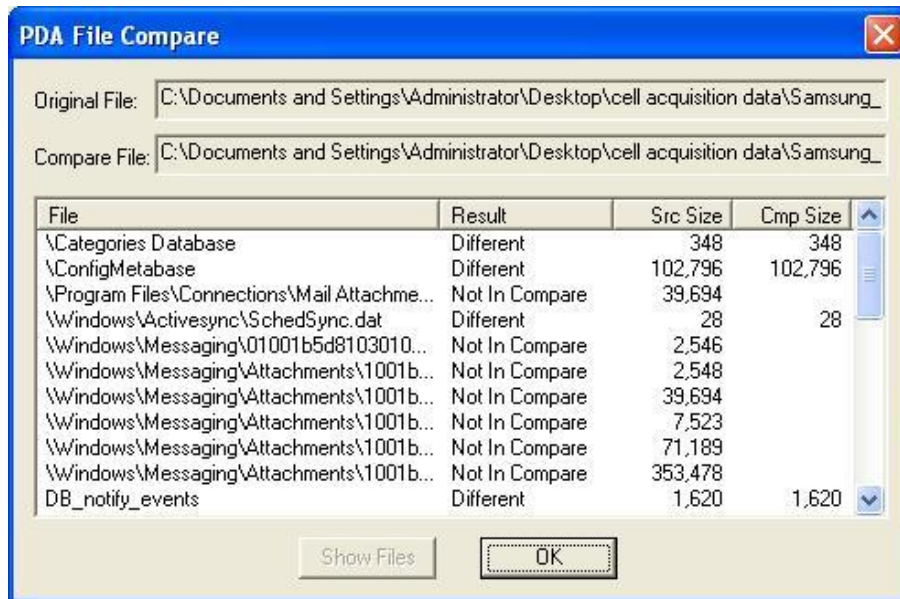 PDA File Compare
Original File: C:\Documents and Settings\Administrator\Desktop\cell acquisition data\Samsung_
Compare File: C:\Documents and Settings\Administrator\Desktop\cell acquisition data\Samsung_
File Result Src Size Cmp Size
\Categories Database Different 348 348
\ConfigMetabase Different 102,796 102,796
\Program Files\Connections\Mail Attachme... Not In Compare 39,694
\Windows\Activesync\SchedSync.dat Different 28 28
\Windows\Messaging\01001b5d8103010... Not In Compare 2,546
\Windows\Messaging\Attachments\1001b... Not In Compare 2,548
\Windows\Messaging\Attachments\1001b... Not In Compare 39,694
\Windows\Messaging\Attachments\1001b... Not In Compare 7,523
\Windows\Messaging\Attachments\1001b... Not In Compare 71,189
\Windows\Messaging\Attachments\1001b... Not In Compare 353,478
DB_notify_events Different 1,620 1,620
Show Files OK